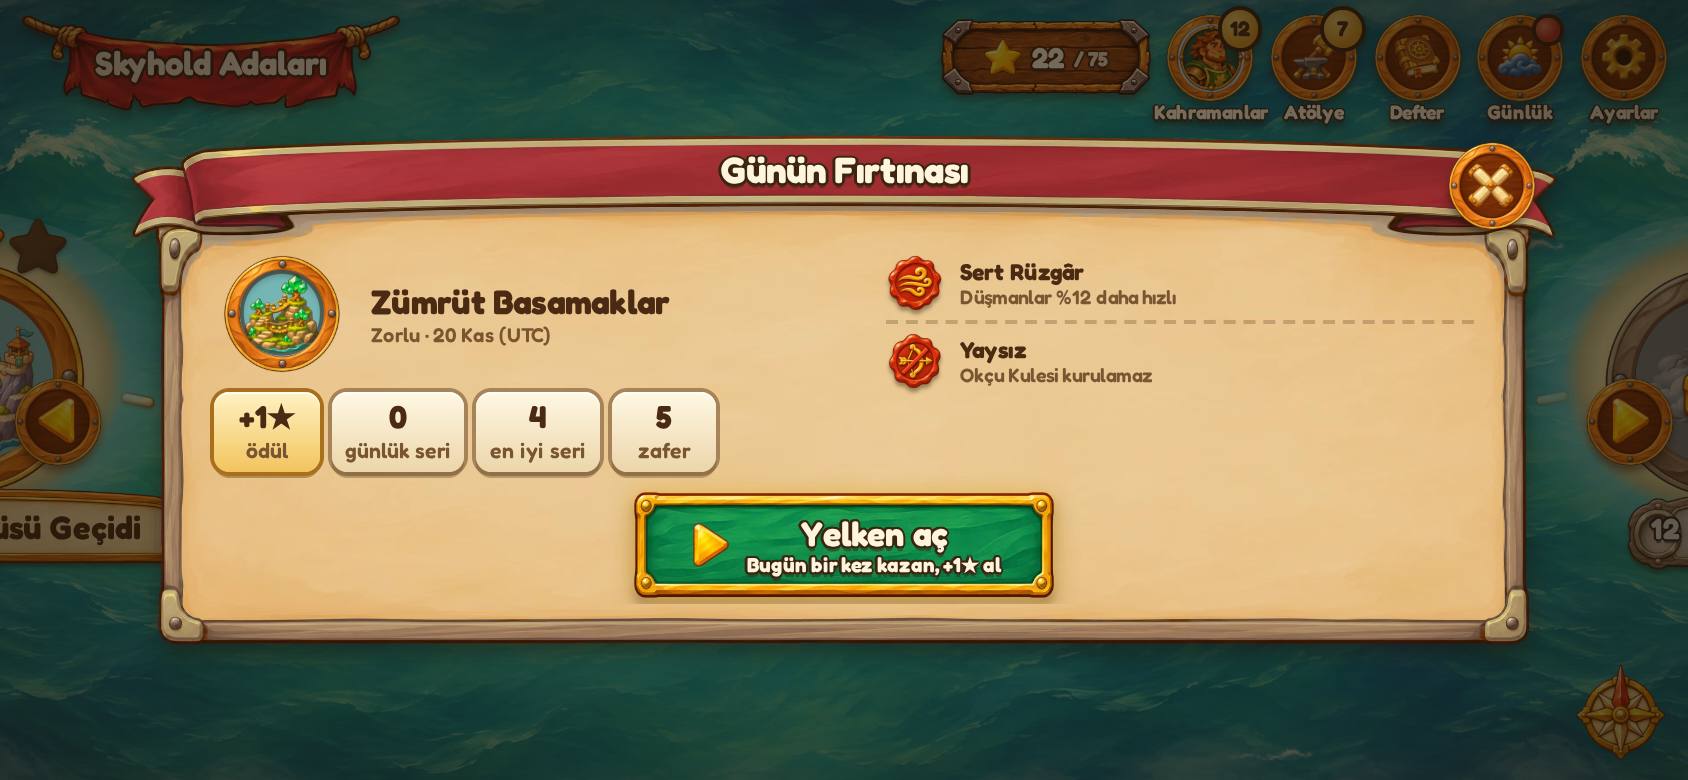 Skyhold Adaları
22 / 75
12
7
Kahramanlar
Atölye
Defter
Günlük
Ayarlar
Günün Fırtınası
Zümrüt Basamaklar
Zorlu · 20 Kas (UTC)
+1★
ödül
0
günlük seri
4
en iyi seri
5
zafer
Sert Rüzgâr
Düşmanlar %12 daha hızlı
Yaysız
Okçu Kulesi kurulamaz
Yelken aç
Bugün bir kez kazan, +1★ al
Geçidi
12